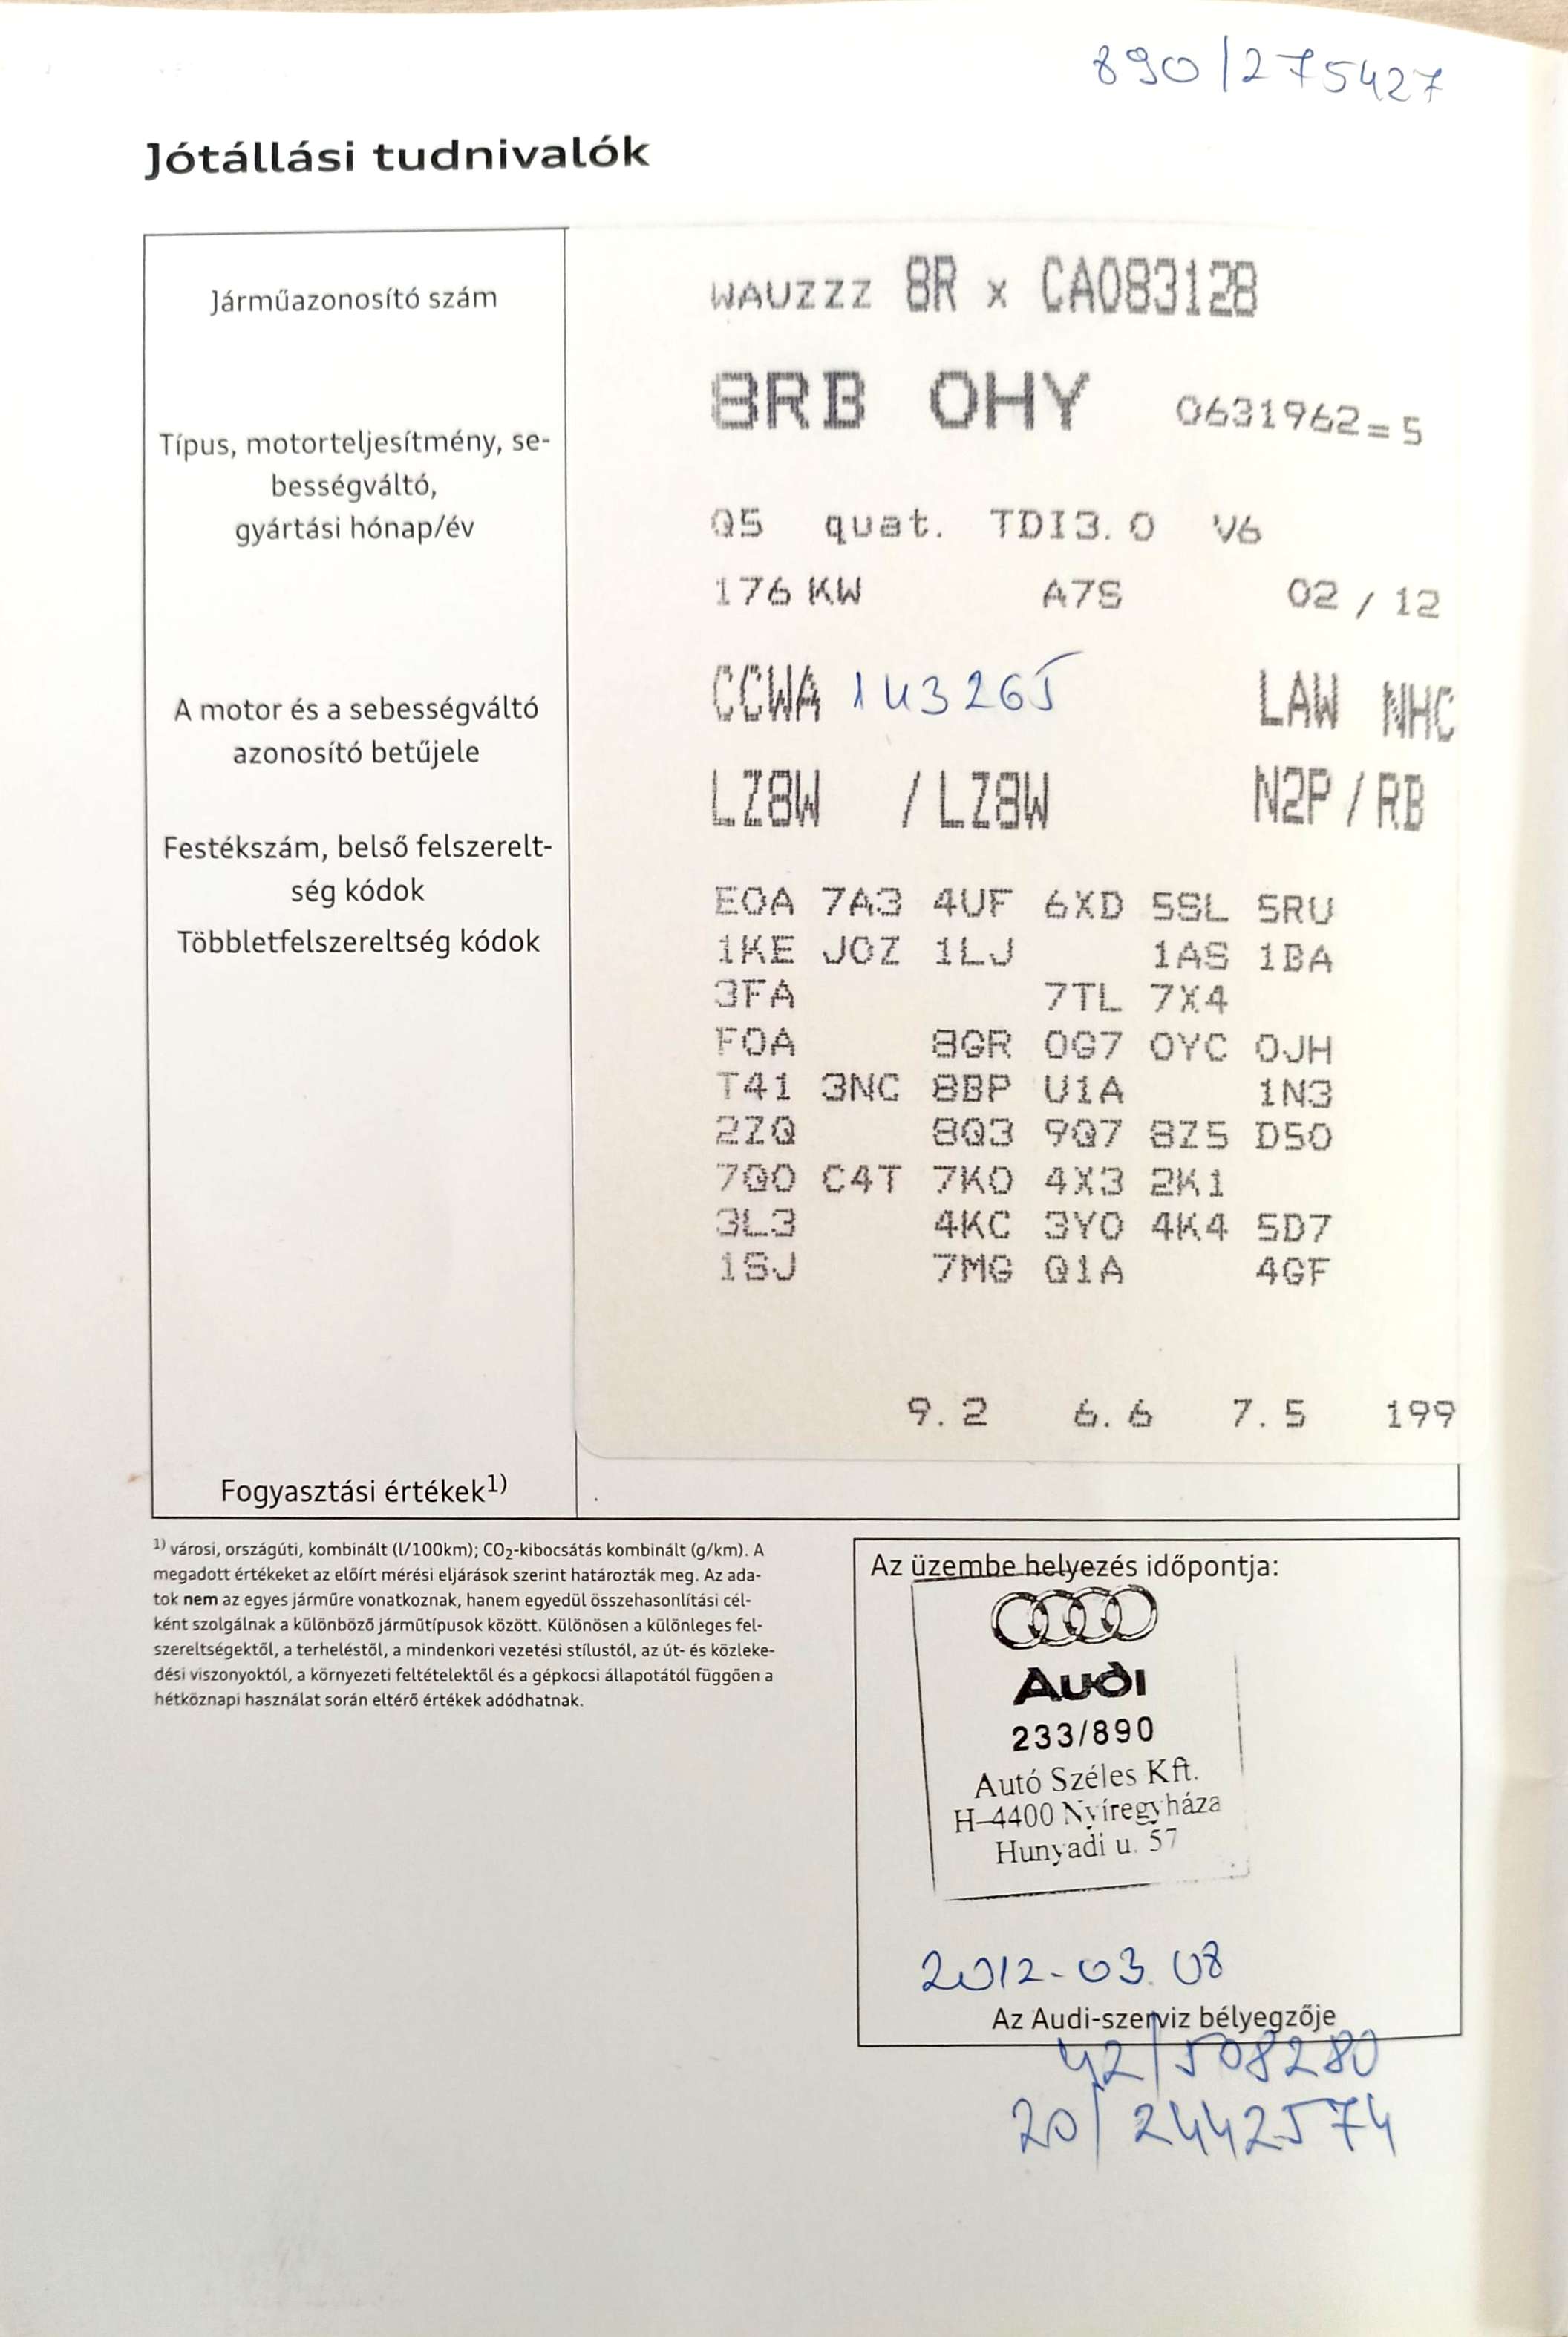 890/275427
Jótállási tudnivalók
Járműazonosító szám
WAUZZZ 8R x CA083128
8RB OHY 0631962=5
Típus, motorteljesítmény, se-
bességváltó,
gyártási hónap/év
Q5 quat. TDI3.0 V6
176 KW A7S 02 / 12
A motor és a sebességváltó
azonosító betűjele
CCWA 143265 LAW NHC
LZ8W / LZ8W N2P / RB
Festékszám, belső felszerelt-
ség kódok
Többletfelszereltség kódok
E0A 7A3 4UF 6XD 5SL 5RU
1KE J0Z 1LJ 1AS 1BA
3FA 7TL 7X4
F0A 8GR 0G7 0YC 0JH
T41 3NC 8BP U1A 1N3
2ZQ 8Q3 9Q7 8Z5 D50
7Q0 C4T 7K0 4X3 2K1
3L3 4KC 3Y0 4K4 5D7
1SJ 7MG Q1A 4GF
9.2 6.6 7.5 199
Fogyasztási értékek1)
1) városi, országúti, kombinált (l/100km); CO2-kibocsátás kombinált (g/km). A
megadott értékeket az előírt mérési eljárások szerint határozták meg. Az ada-
tok nem az egyes járműre vonatkoznak, hanem egyedül összehasonlítási cél-
ként szolgálnak a különböző járműtípusok között. Különösen a különleges fel-
szereltségektől, a terheléstől, a mindenkori vezetési stílustól, az út- és közleke-
dési viszonyoktól, a környezeti feltételektől és a gépkocsi állapotától függően a
hétköznapi használat során eltérő értékek adódhatnak.
Az üzembe helyezés időpontja:
Audi
233/890
Autó Széles Kft.
H-4400 Nyíregyháza
Hunyadi u. 57
2012-03.08
Az Audi-szerviz bélyegzője
42/508280
20/2442574